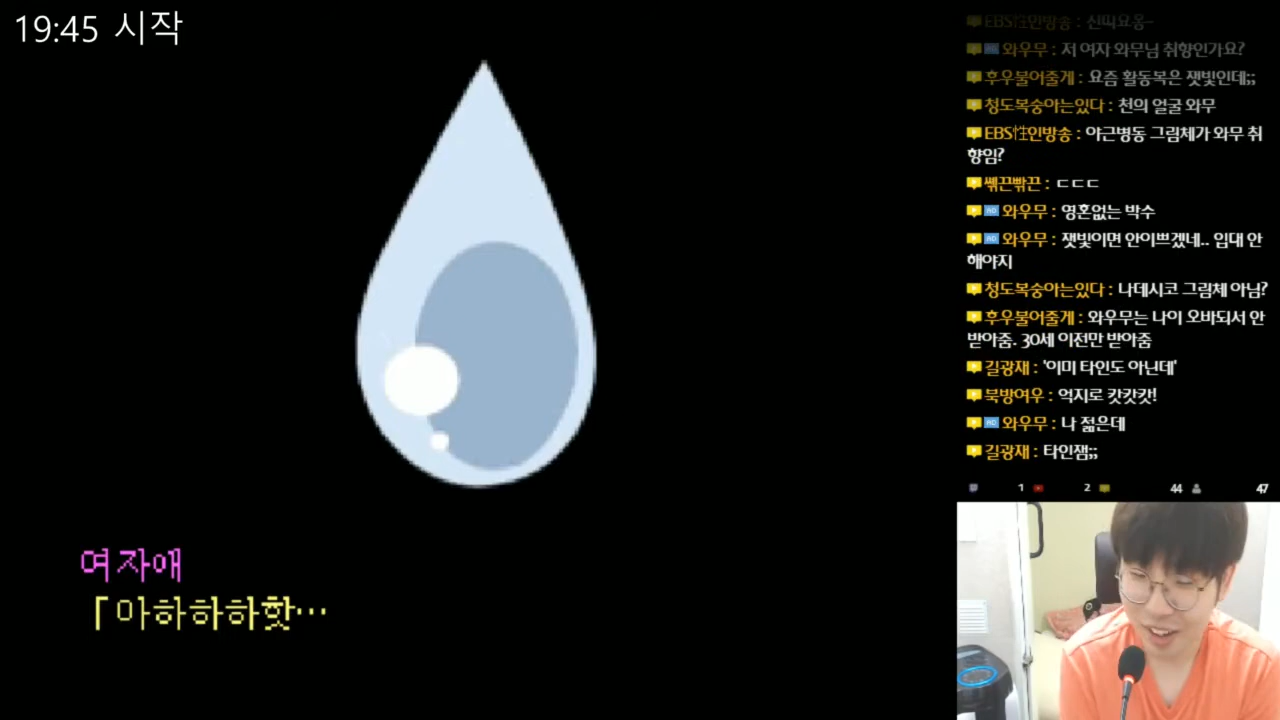 19:45 시작
여자애
「아하하하핫…
EBS性인방송 : 신띠요옹-
와우무 : 저 여자 와무님 취향인가요?
후우불어줄게 : 요즘 활동복은 잿빛인데;;
청도복숭아는있다 : 천의 얼굴 와무
EBS性인방송 : 야근병동 그림체가 와무 취
향임?
쒞끈빾끈 : ㄷㄷㄷ
와우무 : 영혼없는 박수
와우무 : 잿빛이면 안이쁘겠네.. 입대 안
해야지
청도복숭아는있다 : 나데시코 그림체 아님?
후우불어줄게 : 와우무는 나이 오바되서 안
받아줌. 30세 이전만 받아줌
길광재 : '이미 타인도 아닌데'
북방여우 : 억지로 캇캇캇!
와우무 : 나 젊은데
길광재 : 타인잼;;
1 2 44 47